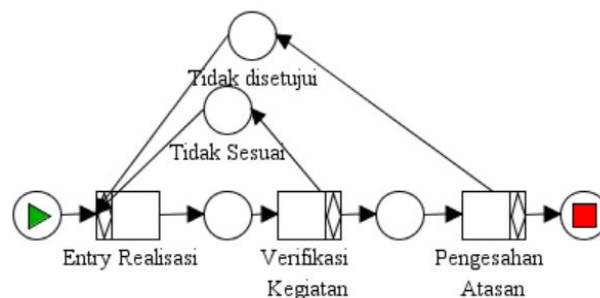 Tidak disetujui
Tidak Sesuai
Entry Realisasi
Verifikasi
Kegiatan
Pengesahan
Atasan